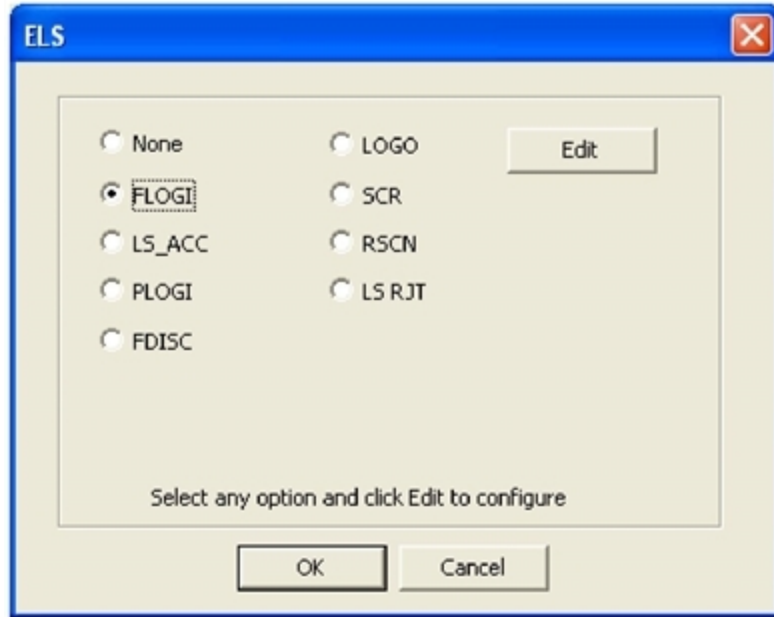 ELS
None
LOGO
Edit
FLOGI
SCR
LS_ACC
RSCN
PLOGI
LS RJT
FDISC
Select any option and click Edit to configure
OK
Cancel